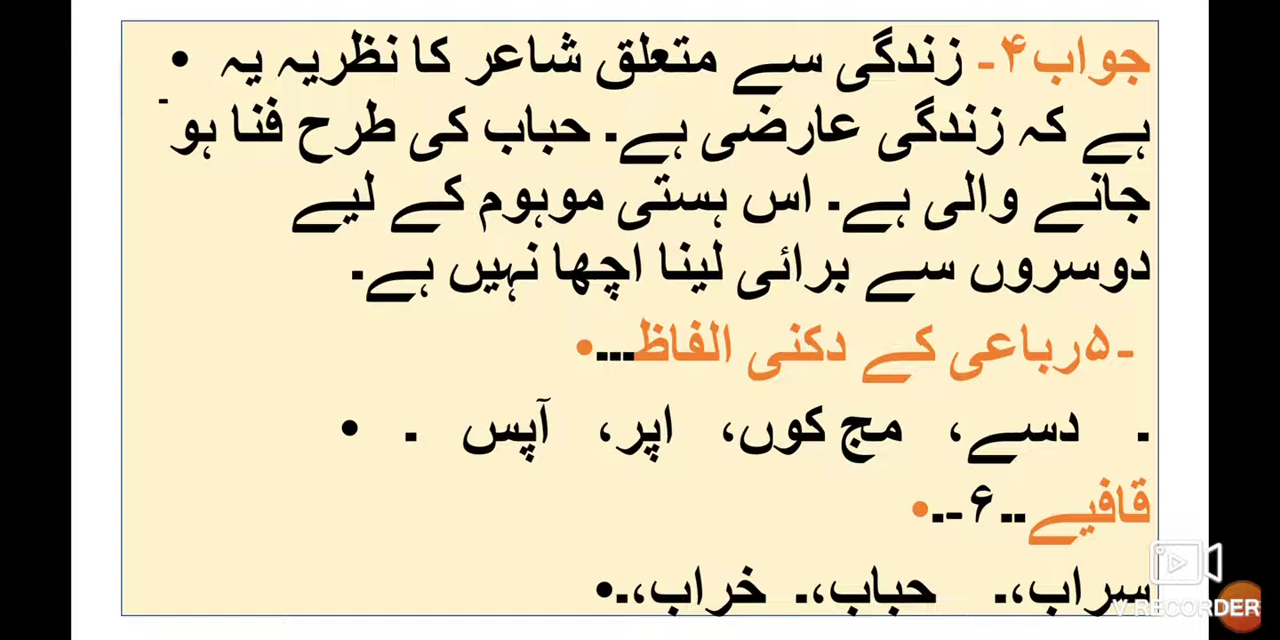 جواب۴۔ زندگی سے متعلق شاعر کا نظریہ یہ •
ہے کہ زندگی عارضی ہے۔ حباب کی طرح فنا ہو
جانے والی ہے۔ اس ہستی موہوم کے لیے
دوسروں سے برائی لینا اچھا نہیں ہے۔
۔۵رباعی کے دکنی الفاظ...•
۔ دسے، مج کوں، اپر، آپس ۔ •
قافیے..۶-.•
سراب،. حباب،. خراب،.•
V RECORDER